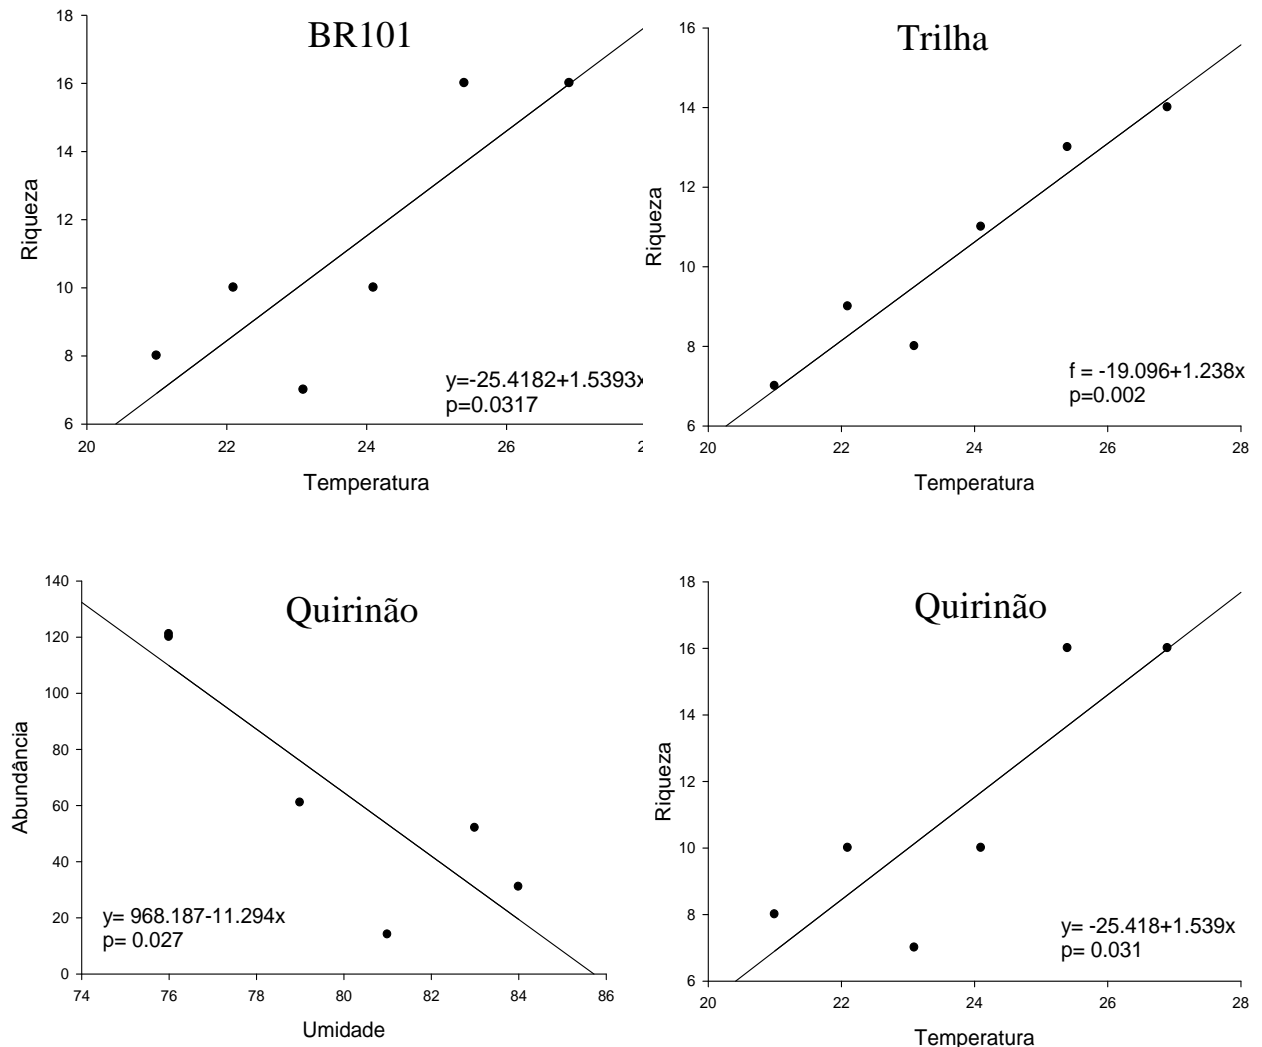 BR101
18
16
14
12
10
8
6
Riqueza
20
22
24
26
2
Temperatura
y=-25.4182+1.5393x
p=0.0317
Trilha
16
14
12
10
8
6
Riqueza
20
22
24
26
28
Temperatura
f = -19.096+1.238x
p=0.002
Quirinão
140
120
100
80
60
40
20
0
Abundância
74
76
78
80
82
84
86
Umidade
y= 968.187-11.294x
p= 0.027
Quirinão
18
16
14
12
10
8
6
Riqueza
20
22
24
26
28
Temperatura
y= -25.418+1.539x
p= 0.031